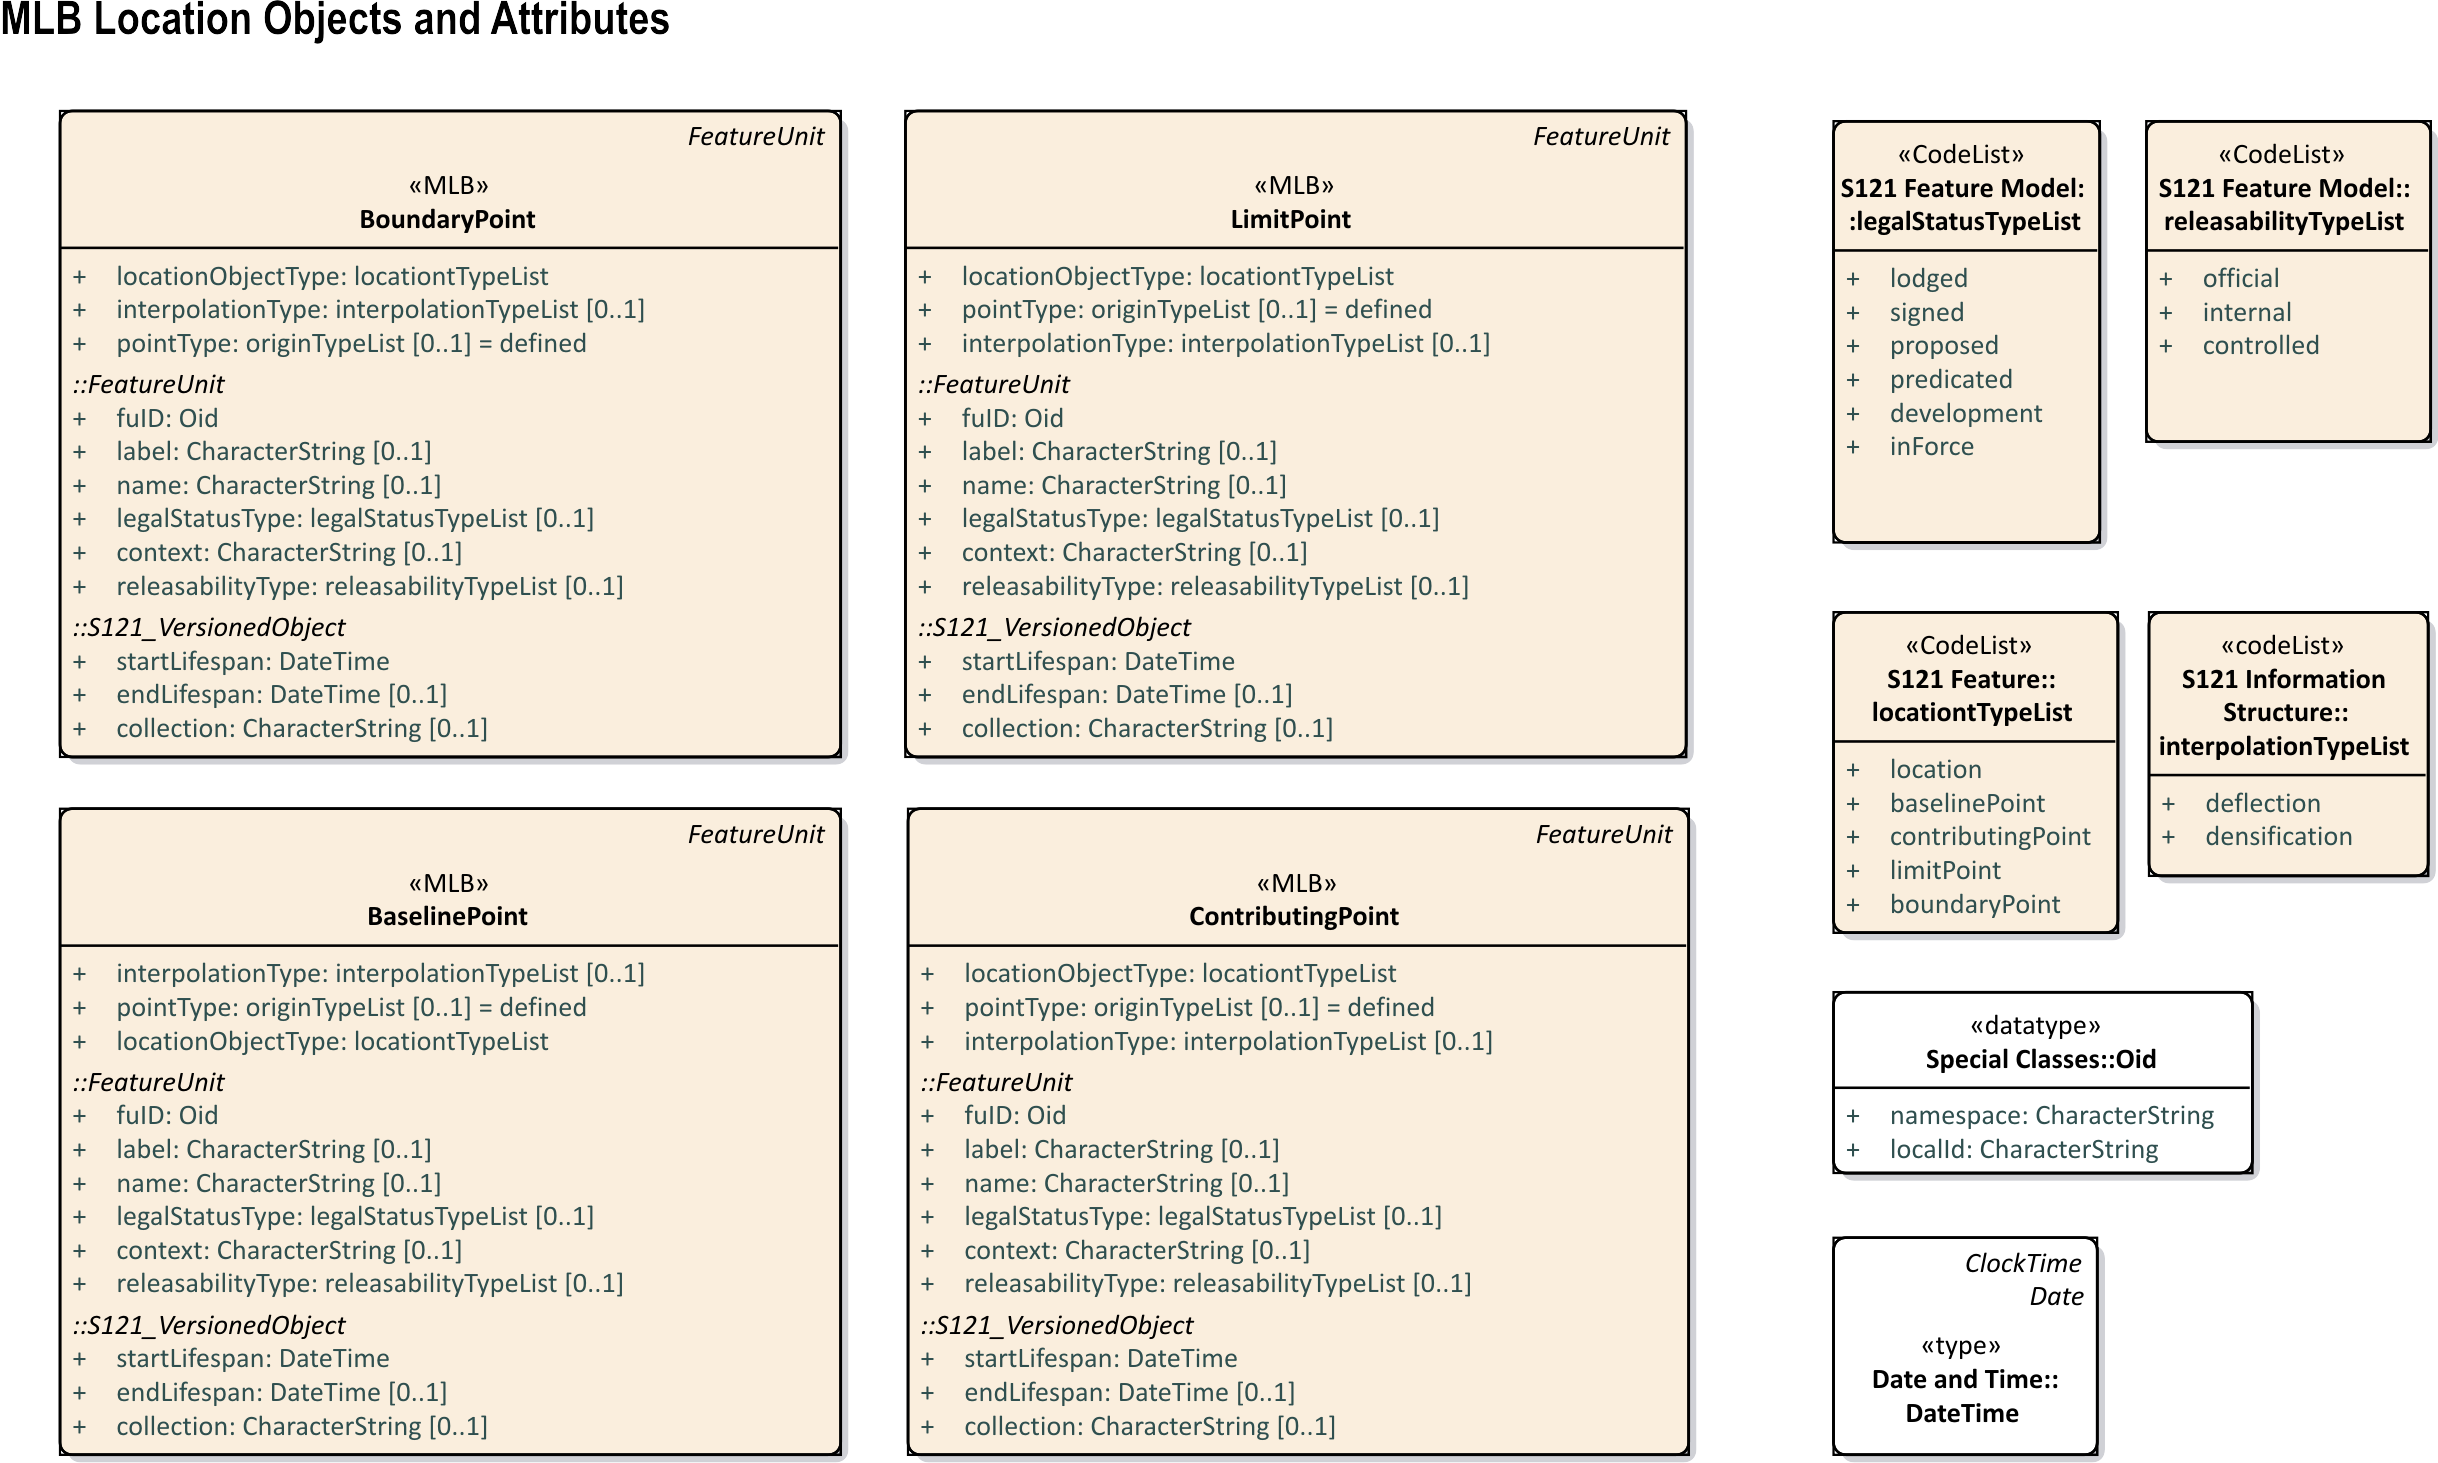 MLB Location Objects and Attributes
FeatureUnit
«MLB»
BoundaryPoint
+ locationObjectType: locationtTypeList
+ interpolationType: interpolationTypeList [0..1]
+ pointType: originTypeList [0..1] = defined
::FeatureUnit
+ fuID: Oid
+ label: CharacterString [0..1]
+ name: CharacterString [0..1]
+ legalStatusType: legalStatusTypeList [0..1]
+ context: CharacterString [0..1]
+ releasabilityType: releasabilityTypeList [0..1]
::S121_VersionedObject
+ startLifespan: DateTime
+ endLifespan: DateTime [0..1]
+ collection: CharacterString [0..1]
FeatureUnit
«MLB»
LimitPoint
+ locationObjectType: locationtTypeList
+ pointType: originTypeList [0..1] = defined
+ interpolationType: interpolationTypeList [0..1]
::FeatureUnit
+ fuID: Oid
+ label: CharacterString [0..1]
+ name: CharacterString [0..1]
+ legalStatusType: legalStatusTypeList [0..1]
+ context: CharacterString [0..1]
+ releasabilityType: releasabilityTypeList [0..1]
::S121_VersionedObject
+ startLifespan: DateTime
+ endLifespan: DateTime [0..1]
+ collection: CharacterString [0..1]
«CodeList»
S121 Feature Model:
:legalStatusTypeList
+ lodged
+ signed
+ proposed
+ predicated
+ development
+ inForce
«CodeList»
S121 Feature Model::
releasabilityTypeList
+ official
+ internal
+ controlled
«CodeList»
S121 Feature::
locationtTypeList
+ location
+ baselinePoint
+ contributingPoint
+ limitPoint
+ boundaryPoint
«codeList»
S121 Information
Structure::
interpolationTypeList
+ deflection
+ densification
FeatureUnit
«MLB»
BaselinePoint
+ interpolationType: interpolationTypeList [0..1]
+ pointType: originTypeList [0..1] = defined
+ locationObjectType: locationtTypeList
::FeatureUnit
+ fuID: Oid
+ label: CharacterString [0..1]
+ name: CharacterString [0..1]
+ legalStatusType: legalStatusTypeList [0..1]
+ context: CharacterString [0..1]
+ releasabilityType: releasabilityTypeList [0..1]
::S121_VersionedObject
+ startLifespan: DateTime
+ endLifespan: DateTime [0..1]
+ collection: CharacterString [0..1]
FeatureUnit
«MLB»
ContributingPoint
+ locationObjectType: locationtTypeList
+ pointType: originTypeList [0..1] = defined
+ interpolationType: interpolationTypeList [0..1]
::FeatureUnit
+ fuID: Oid
+ label: CharacterString [0..1]
+ name: CharacterString [0..1]
+ legalStatusType: legalStatusTypeList [0..1]
+ context: CharacterString [0..1]
+ releasabilityType: releasabilityTypeList [0..1]
::S121_VersionedObject
+ startLifespan: DateTime
+ endLifespan: DateTime [0..1]
+ collection: CharacterString [0..1]
«datatype»
Special Classes::Oid
+ namespace: CharacterString
+ localId: CharacterString
ClockTime
Date
«type»
Date and Time::
DateTime